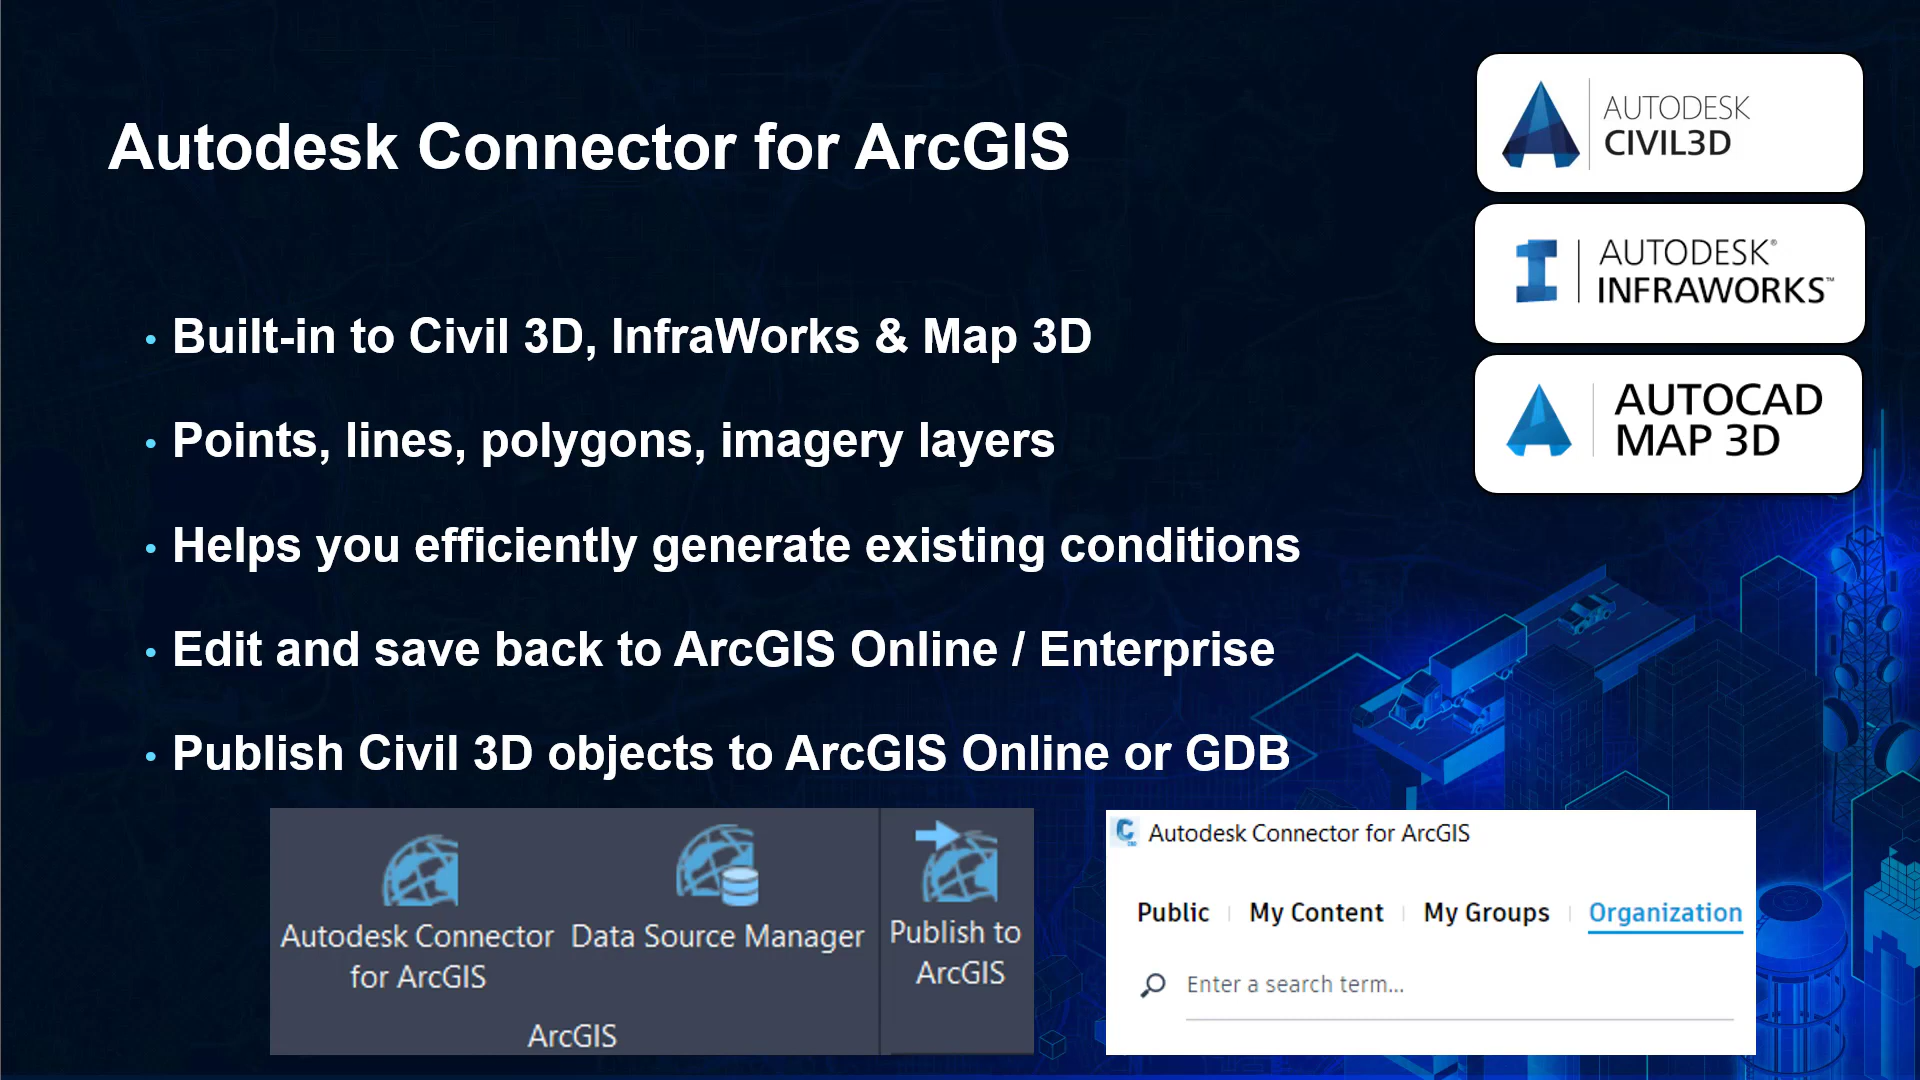 Autodesk Connector for ArcGIS
AUTODESK
CIVIL3D
AUTODESK®
INFRAWORKS™
AUTOCAD
MAP 3D
• Built-in to Civil 3D, InfraWorks & Map 3D
• Points, lines, polygons, imagery layers
• Helps you efficiently generate existing conditions
• Edit and save back to ArcGIS Online / Enterprise
• Publish Civil 3D objects to ArcGIS Online or GDB
Autodesk Connector
for ArcGIS
Data Source Manager
Publish to
ArcGIS
ArcGIS
Autodesk Connector for ArcGIS
Public | My Content | My Groups | Organization
Enter a search term...